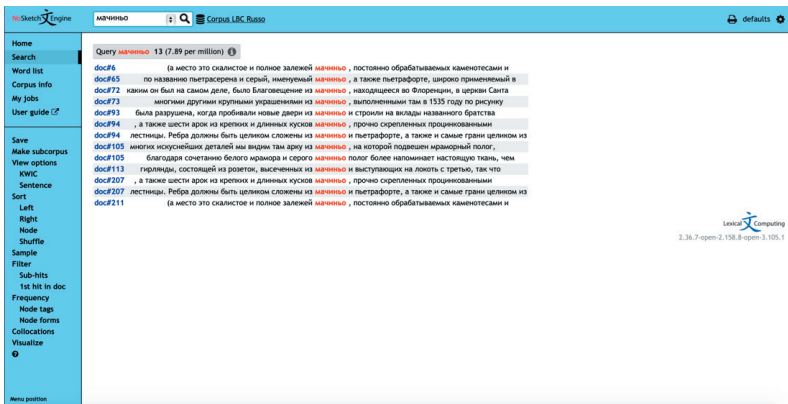 NoSketch Engine
мачиньо
Corpus LBC Russo
defaults
Home
Search
Word list
Corpus info
My jobs
User guide
Save
Make subcorpus
View options
KWIC
Sentence
Sort
Left
Right
Node
Shuffle
Sample
Filter
Sub-hits
1st hit in doc
Frequency
Node tags
Node forms
Collocations
Visualize
Menu position
Query мачиньо 13 (7.89 per million)
doc#6 (а место это скалистое и полное залежей мачиньо , постоянно обрабатываемых каменотесами и
doc#65 по названию пьетрасерена и серый, именуемый мачиньо , а также пьетрафорте, широко применяемый в
doc#72 каким он был на самом деле, было Благовещение из мачиньо , находящееся во Флоренции, в церкви Санта
doc#73 многими другими крупными украшениями из мачиньо , выполненными там в 1535 году по рисунку
doc#93 была разрушена, когда пробивали новые двери из мачиньо и строили на вклады названного братства
doc#94 , а также шести арок из крепких и длинных кусков мачиньо , прочно скрепленных процинкованными
doc#94 лестницы. Ребра должны быть целиком сложены из мачиньо и пьетрафорте, а также и самые грани целиком из
doc#105 многих искуснейших деталей мы видим там арку из мачиньо , на которой подвешен мраморный полог,
doc#105 благодаря сочетанию белого мрамора и серого мачиньо полог более напоминает настоящую ткань, чем
doc#113 гирлянды, состоящей из розеток, высеченных из мачиньо и выступающих на локоть с третью, так что
doc#207 , а также шести арок из крепких и длинных кусков мачиньо , прочно скрепленных процинкованными
doc#207 лестницы. Ребра должны быть целиком сложены из мачиньо и пьетрафорте, а также и самые грани целиком из
doc#211 (а место это скалистое и полное залежей мачиньо , постоянно обрабатываемых каменотесами и
Lexical Computing
2.36.7-open-2.158.8-open-3.105.1